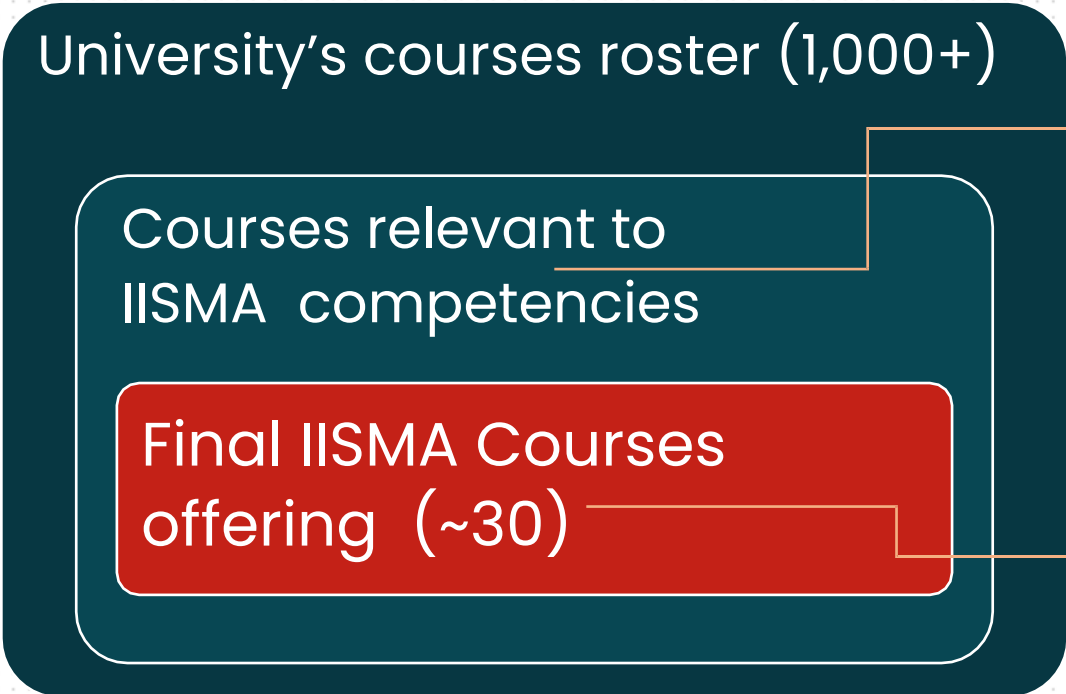 University’s courses roster (1,000+)
Courses relevant to
IISMA competencies
Final IISMA Courses
offering (~30)